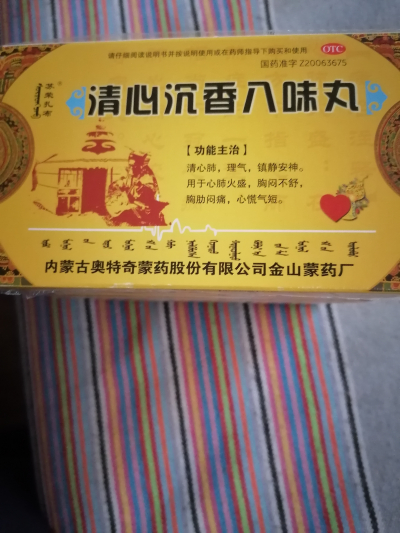 请仔细阅读说明书并按说明使用或在药师指导下购买和使用
OTC
国药准字Z20063675
清心沉香八味丸
【功能主治】
清心肺，理气，镇静安神。
用于心肺火盛，胸闷不舒，
胸肋闷痛，心慌气短。
内蒙古奥特奇蒙药股份有限公司金山蒙药厂